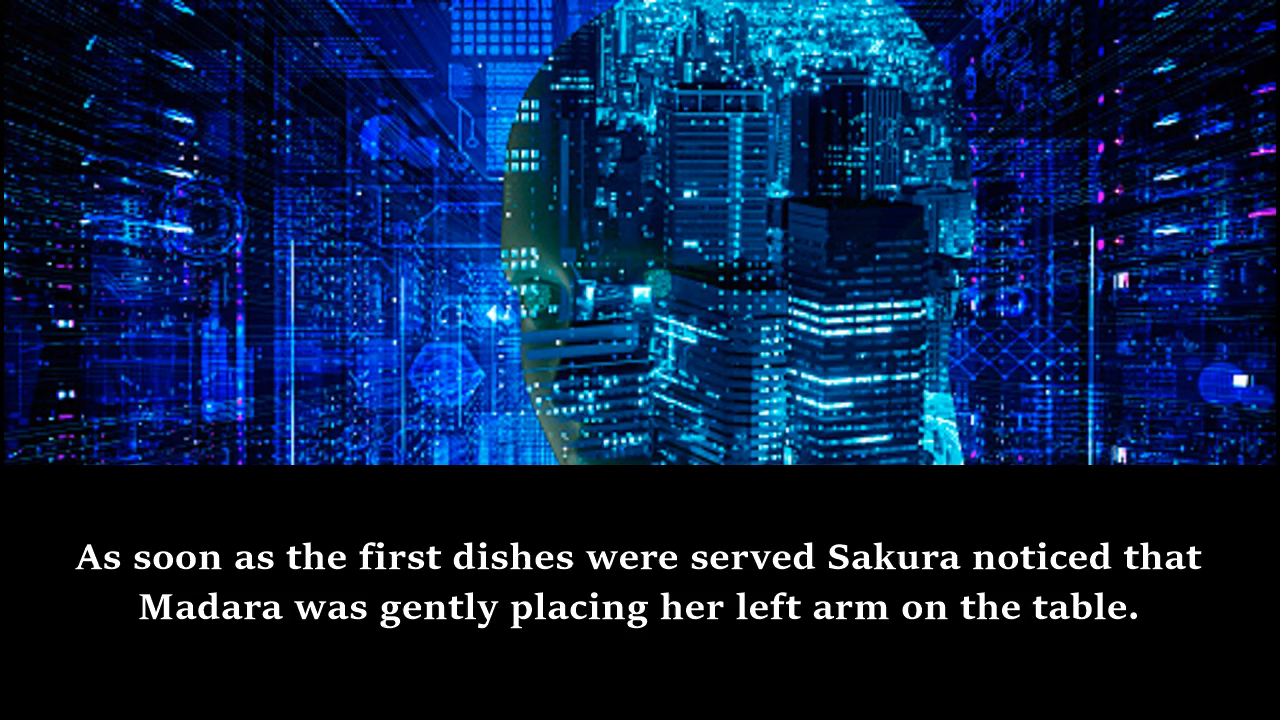 As soon as the first dishes were served Sakura noticed that
Madara was gently placing her left arm on the table.